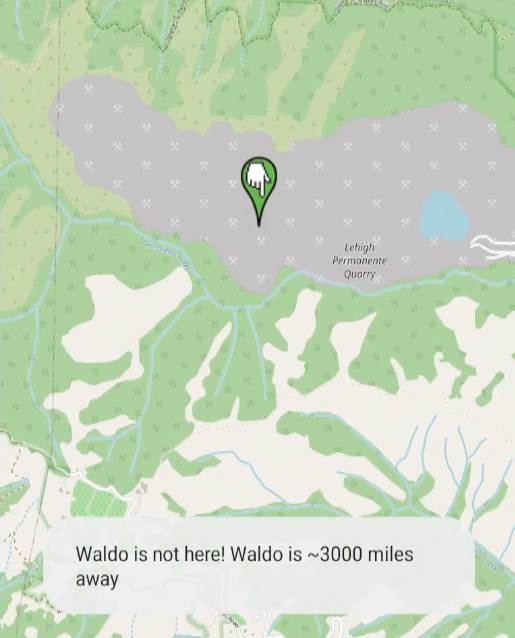 Lehigh
Permanente
Quarry
Waldo is not here! Waldo is ~3000 miles
away